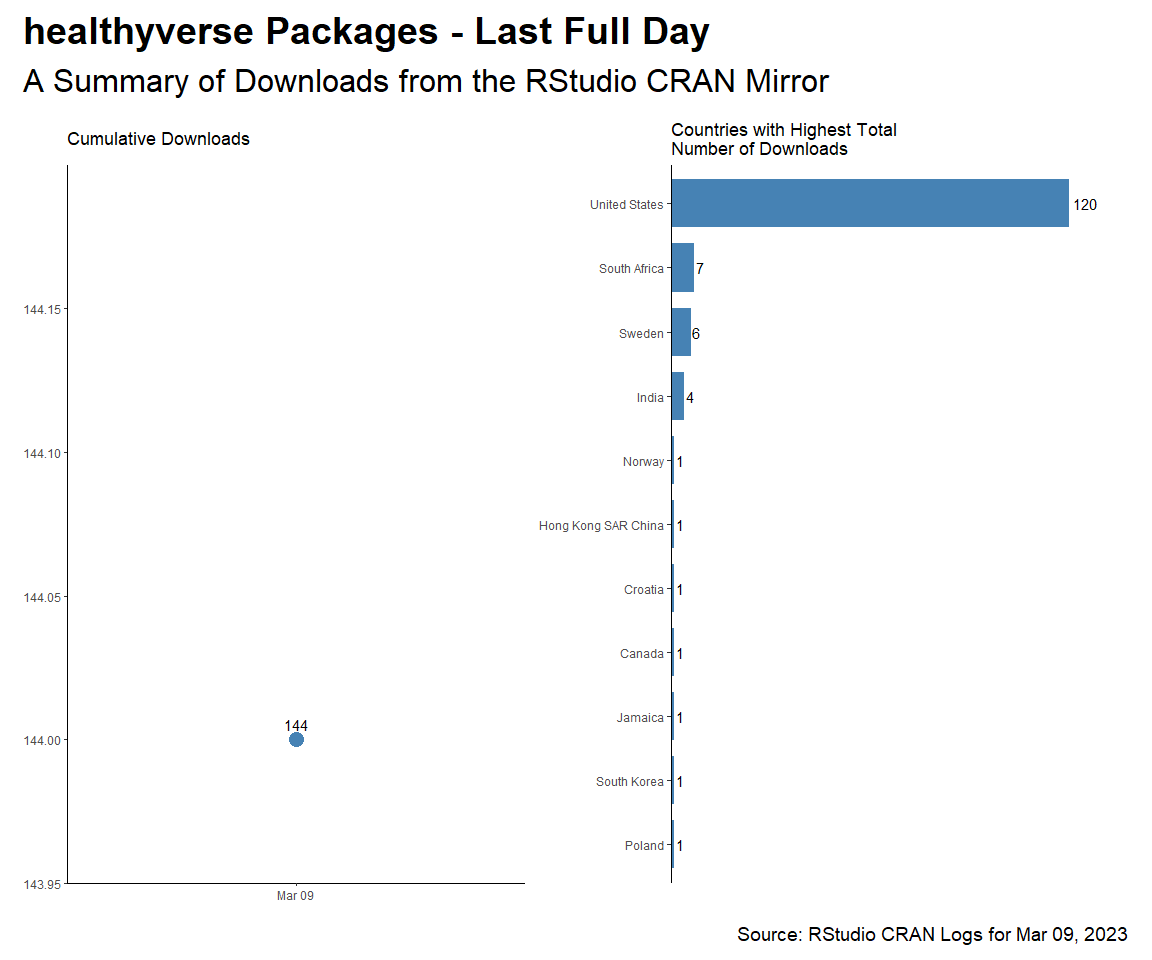 healthyverse Packages - Last Full Day
A Summary of Downloads from the RStudio CRAN Mirror
Cumulative Downloads
144.15
144.10
144.05
144.00
143.95
144
Mar 09
Countries with Highest Total
Number of Downloads
United States 120
South Africa 7
Sweden 6
India 4
Norway 1
Hong Kong SAR China 1
Croatia 1
Canada 1
Jamaica 1
South Korea 1
Poland 1
Source: RStudio CRAN Logs for Mar 09, 2023